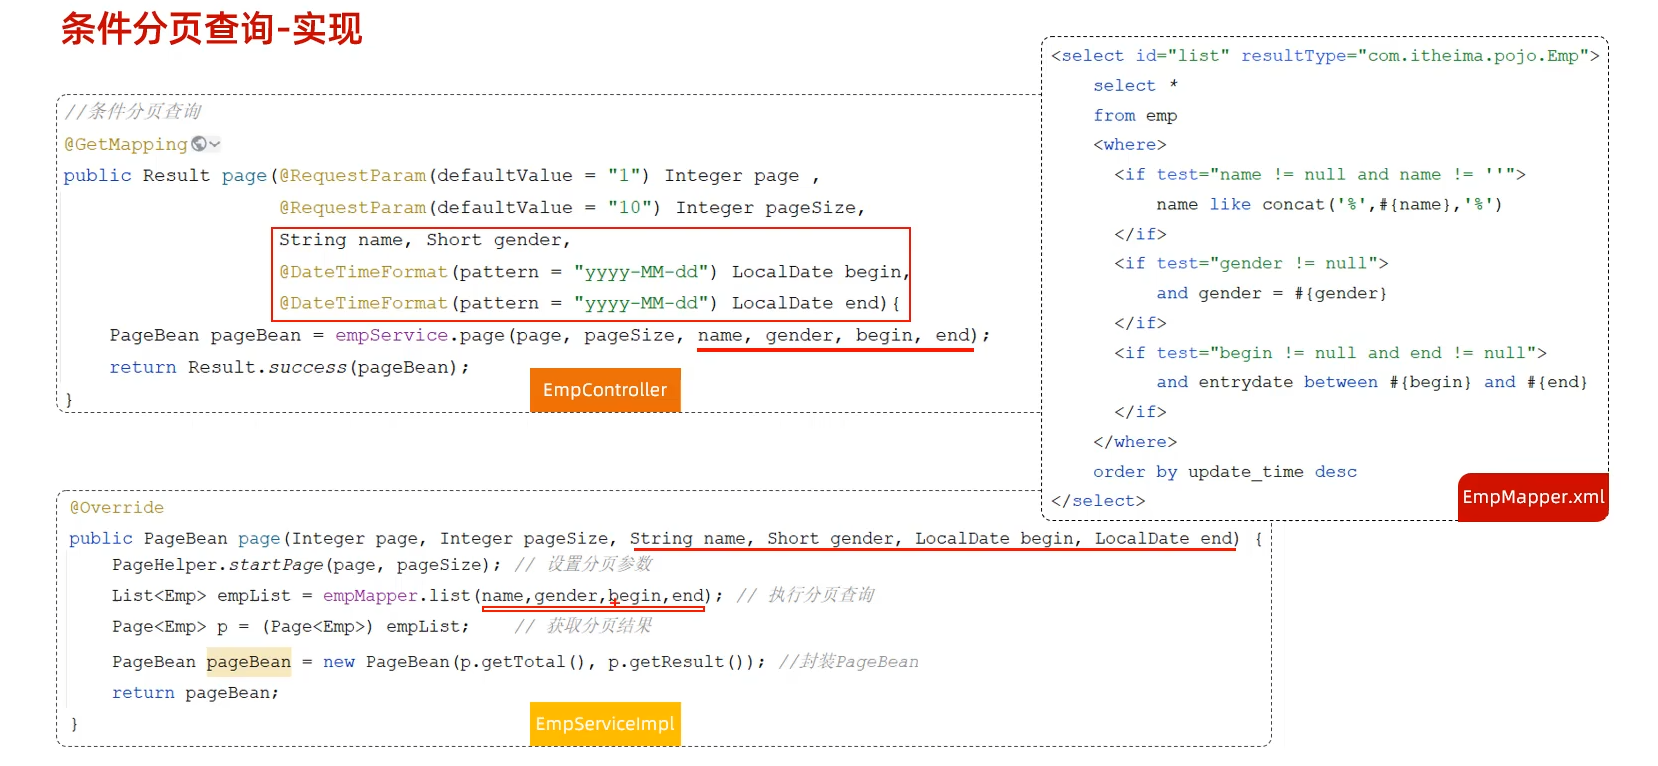 条件分页查询-实现
//条件分页查询
@GetMapping
public Result page(@RequestParam(defaultValue = "1") Integer page ,
@RequestParam(defaultValue = "10") Integer pageSize,
String name, Short gender,
@DateTimeFormat(pattern = "yyyy-MM-dd") LocalDate begin,
@DateTimeFormat(pattern = "yyyy-MM-dd") LocalDate end){
PageBean pageBean = empService.page(page, pageSize, name, gender, begin, end);
return Result.success(pageBean);
}
EmpController
<select id="list" resultType="com.itheima.pojo.Emp">
select *
from emp
<where>
<if test="name != null and name != ''">
name like concat('%',#{name},'%')
</if>
<if test="gender != null">
and gender = #{gender}
</if>
<if test="begin != null and end != null">
and entrydate between #{begin} and #{end}
</if>
</where>
order by update_time desc
</select>
EmpMapper.xml
@Override
public PageBean page(Integer page, Integer pageSize, String name, Short gender, LocalDate begin, LocalDate end) {
PageHelper.startPage(page, pageSize); // 设置分页参数
List<Emp> empList = empMapper.list(name,gender,begin,end); // 执行分页查询
Page<Emp> p = (Page<Emp>) empList; // 获取分页结果
PageBean pageBean = new PageBean(p.getTotal(), p.getResult()); //封装PageBean
return pageBean;
}
EmpServiceImpl